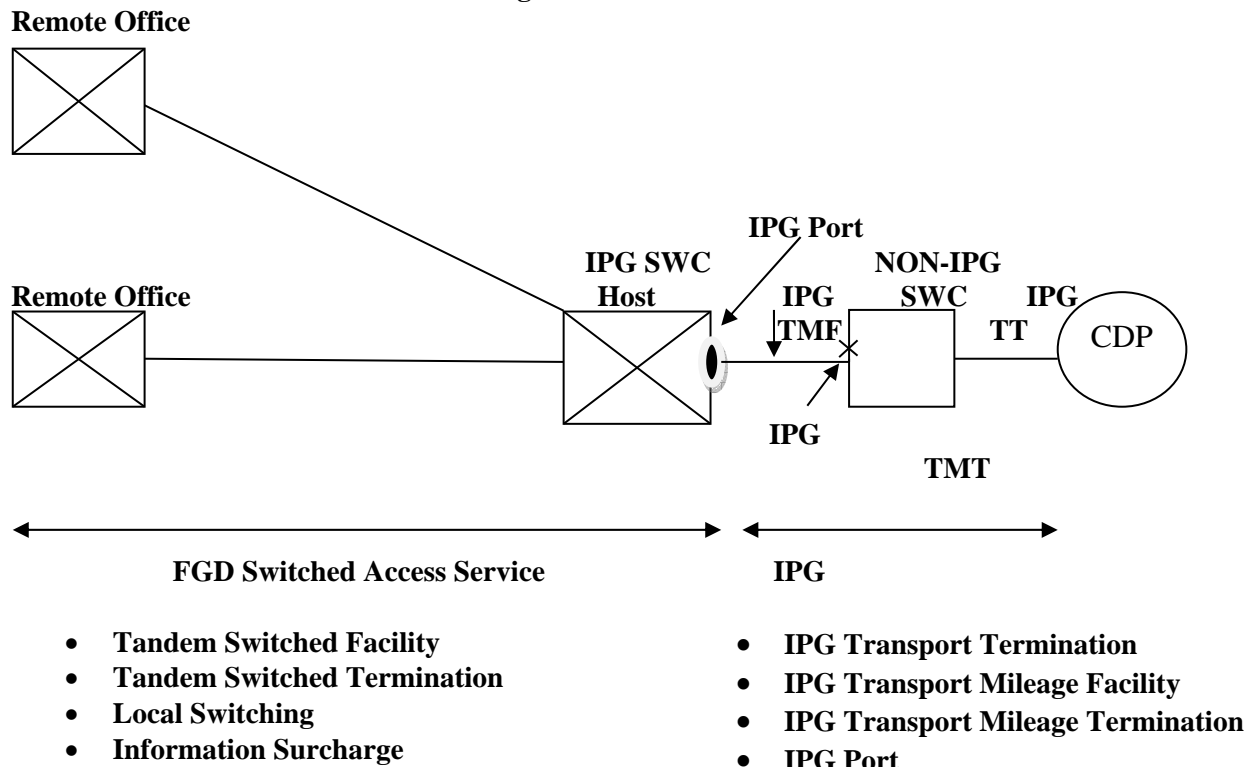 Remote Office
IPG Port
IPG SWC
Host
NON-IPG
SWC
Remote Office
IPG
TMF
IPG
TT
CDP
IPG
TMT
FGD Switched Access Service
IPG
• Tandem Switched Facility
• Tandem Switched Termination
• Local Switching
• Information Surcharge
• IPG Transport Termination
• IPG Transport Mileage Facility
• IPG Transport Mileage Termination
• IPG Port